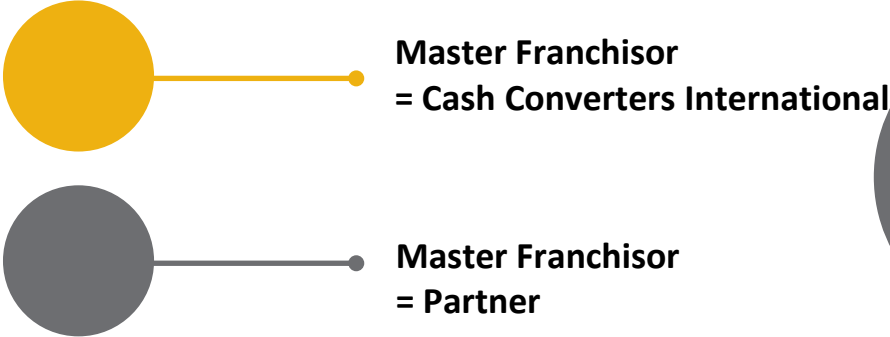 Master Franchisor
= Cash Converters International
Master Franchisor
= Partner